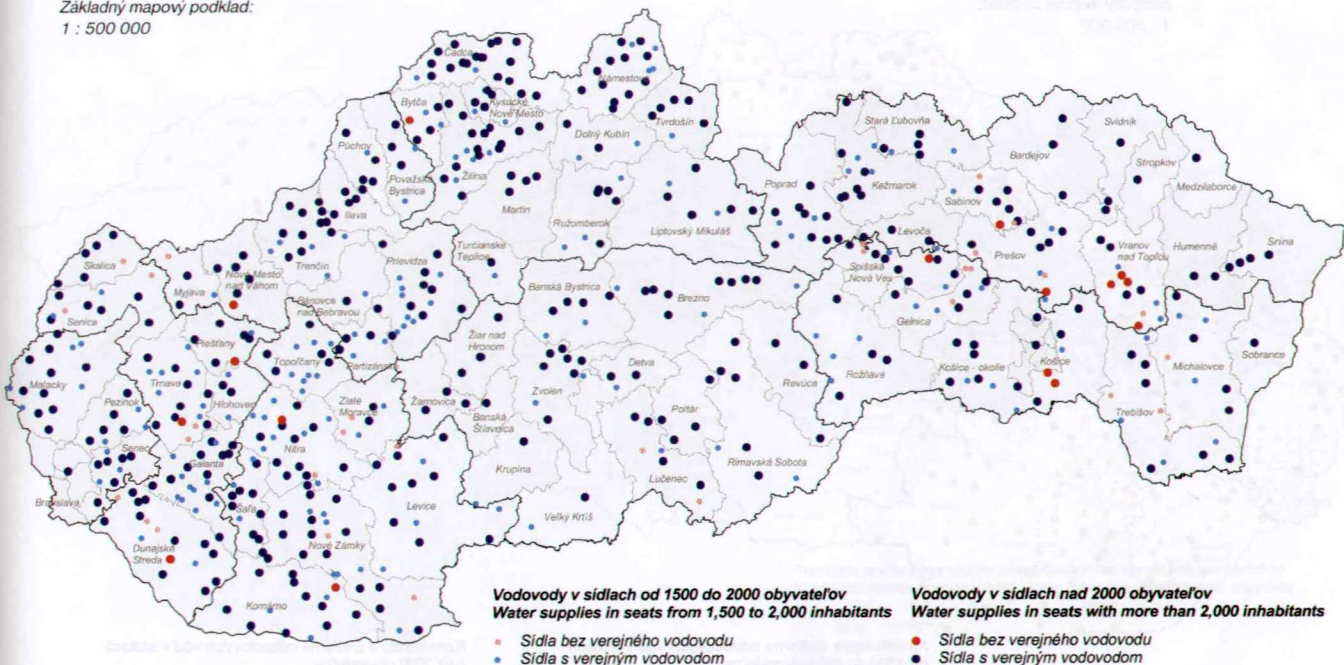 Základný mapový podklad:
1 : 500 000
Čadca
Námestovo
Bytča
Kysucké
Nové Mesto
Tvrdošín
Dolný Kubín
Stará Ľubovňa
Svidník
Bardejov
Stropkov
Púchov
Považská
Bystrica
Žilina
Poprad
Kežmarok
Sabinov
Medzilaborce
Martin
Ilava
Ružomberok
Liptovský Mikuláš
Levoča
Snina
Humenné
Vranov
nad Topľou
Prešov
Turčianske
Teplice
Prievidza
Trenčín
Skalica
Nové Mesto
nad Váhom
Spišská
Nová Ves
Myjava
Banská Bystrica
Brezno
Bánovce
nad Bebravou
Gelnica
Senica
Žiar nad
Hronom
Piešťany
Sobrance
Michalovce
Košice
Topoľčany
Partizánske
Detva
Košice - okolie
Rožňava
Malacky
Trnava
Revúca
Zvolen
Pezinok
Hlohovec
Zlaté
Moravce
Žarnovica
Banská
Štiavnica
Poltár
Trebišov
Senec
Nitra
Galanta
Krupina
Rimavská Sobota
Lučenec
Bratislava
Šaľa
Levice
Veľký Krtíš
Nové Zámky
Dunajská
Streda
Komárno
Vodovody v sídlach od 1500 do 2000 obyvateľov
Water supplies in seats from 1,500 to 2,000 inhabitants
Sídla bez verejného vodovodu
Sídla s verejným vodovodom
Vodovody v sídlach nad 2000 obyvateľov
Water supplies in seats with more than 2,000 inhabitants
Sídla bez verejného vodovodu
Sídla s verejným vodovodom